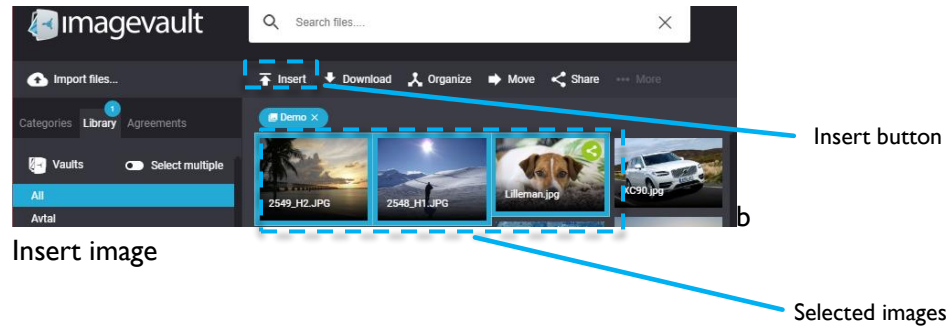 imagevault
Search files....
Import files...
Insert Download Organize Move Share More
Insert button
1
Categories Library Agreements
Demo
Vaults Select multiple
All
Avtal
2549_H2.JPG 2548_H1.JPG Lilleman.jpg XC90.jpg
b
Insert image
Selected images